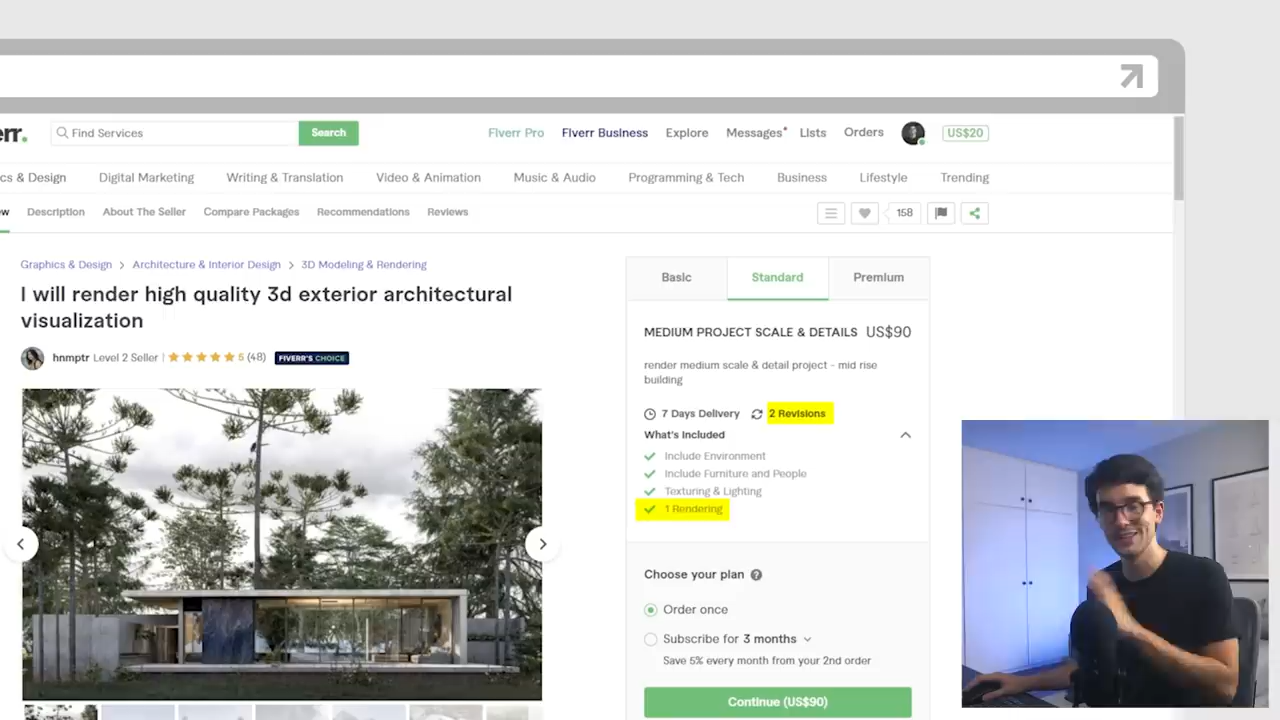 err.
Find Services
Search
Fiverr Pro
Fiverr Business
Explore
Messages
Lists
Orders
US$20
cs & Design
Digital Marketing
Writing & Translation
Video & Animation
Music & Audio
Programming & Tech
Business
Lifestyle
Trending
ew
Description
About The Seller
Compare Packages
Recommendations
Reviews
158
Graphics & Design > Architecture & Interior Design > 3D Modeling & Rendering
I will render high quality 3d exterior architectural
visualization
hnmptr Level 2 Seller | 5 (48) FIVERR'S CHOICE
Basic
Standard
Premium
MEDIUM PROJECT SCALE & DETAILS US$90
render medium scale & detail project - mid rise
building
7 Days Delivery 2 Revisions
What's Included
Include Environment
Include Furniture and People
Texturing & Lighting
1 Rendering
Choose your plan ?
Order once
Subscribe for 3 months
Save 5% every month from your 2nd order
Continue (US$90)